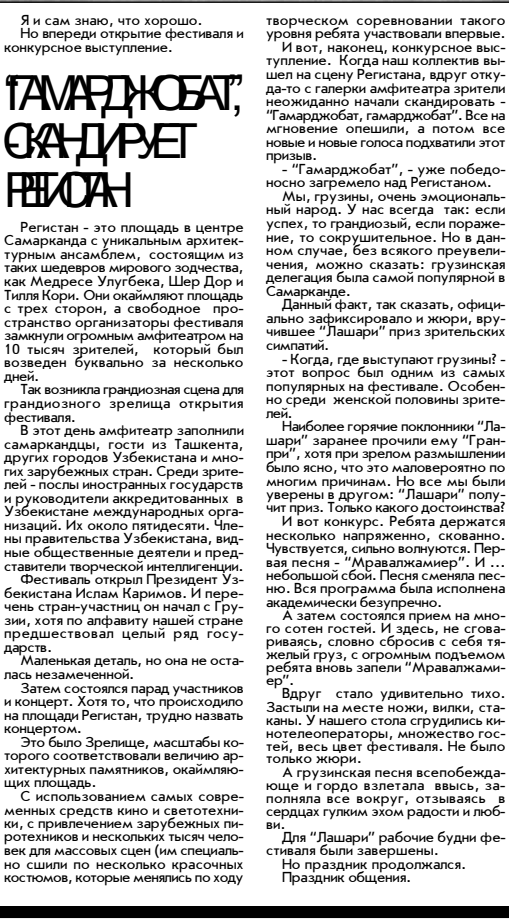 Я и сам знаю, что хорошо.
Но впереди открытие фестиваля и
конкурсное выступление.
“ГАМАРДЖОБАТ”,
СКАНДИРУЕТ
РЕГИСТАН
Регистан - это площадь в центре
Самарканда с уникальным архитек-
турным ансамблем, состоящим из
таких шедевров мирового зодчества,
как Медресе Улугбека, Шер Дор и
Тилля Кори. Они окаймляют площадь
с трех сторон, а свободное про-
странство организаторы фестиваля
замкнули огромным амфитеатром на
10 тысяч зрителей, который был
возведен буквально за несколько
дней.
Так возникла грандиозная сцена для
грандиозного зрелища открытия
фестиваля.
В этот день амфитеатр заполнили
самаркандцы, гости из Ташкента,
других городов Узбекистана и мно-
гих зарубежных стран. Среди зрите-
лей - послы иностранных государств
и руководители аккредитованных в
Узбекистане международных орга-
низаций. Их около пятидесяти. Чле-
ны правительства Узбекистана, вид-
ные общественные деятели и пред-
ставители творческой интеллигенции.
Фестиваль открыл Президент Уз-
бекистана Ислам Каримов. И пере-
чень стран-участниц он начал с Гру-
зии, хотя по алфавиту нашей стране
предшествовал целый ряд госу-
дарств.
Маленькая деталь, но она не оста-
лась незамеченной.
Затем состоялся парад участников
и концерт. Хотя то, что происходило
на площади Регистан, трудно назвать
концертом.
Это было Зрелище, масштабы ко-
торого соответствовали величию ар-
хитектурных памятников, окаймляю-
щих площадь.
С использованием самых совре-
менных средств кино и светотехни-
ки, с привлечением зарубежных пи-
ротехников и нескольких тысяч чело-
век для массовых сцен (им специаль-
но сшили по несколько красочных
костюмов, которые менялись по ходу
творческом соревновании такого
уровня ребята участвовали впервые.
И вот, наконец, конкурсное выс-
тупление. Когда наш коллектив вы-
шел на сцену Регистана, вдруг отку-
да-то с галерки амфитеатра зрители
неожиданно начали скандировать -
“Гамарджобат, гамарджобат”. Все на
мгновение опешили, а потом все
новые и новые голоса подхватили этот
призыв.
- “Гамарджобат”, - уже победо-
носно загремело над Регистаном.
Мы, грузины, очень эмоциональ-
ный народ. У нас всегда так: если
успех, то грандиозый, если пораже-
ние, то сокрушительное. Но в дан-
ном случае, без всякого преувели-
чения, можно сказать: грузинская
делегация была самой популярной в
Самарканде.
Данный факт, так сказать, офици-
ально зафиксировало и жюри, вру-
чившее “Лашари” приз зрительских
симпатий.
- Когда, где выступают грузины? -
этот вопрос был одним из самых
популярных на фестивале. Особен-
но среди женской половины зрите-
лей.
Наиболее горячие поклонники “Ла-
шари” заранее прочили ему “Гран-
при”, хотя при зрелом размышлении
было ясно, что это маловероятно по
многим причинам. Но все мы были
уверены в другом: “Лашари” полу-
чит приз. Только какого достоинства?
И вот конкурс. Ребята держатся
несколько напряженно, скованно.
Чувствуется, сильно волнуются. Пер-
вая песня - “Мравалжамиер”. И ...
небольшой сбой. Песня сменяла пес-
ню. Вся программа была исполнена
академически безупречно.
А затем состоялся прием на мно-
го сотен гостей. И здесь, не сгова-
риваясь, словно сбросив с себя тя-
желый груз, с огромным подъемом
ребята вновь запели “Мравалжами-
ер”.
Вдруг стало удивительно тихо.
Застыли на месте ножи, вилки, ста-
каны. У нашего стола сгрудились ки-
нотелеоператоры, множество гос-
тей, весь цвет фестиваля. Не было
только жюри.
А грузинская песня всепобежда-
юще и гордо взлетала ввысь, за-
полняла все вокруг, отзываясь в
сердцах гулким эхом радости и люб-
ви.
Для “Лашари” рабочие будни фе-
стиваля были завершены.
Но праздник продолжался.
Праздник общения.